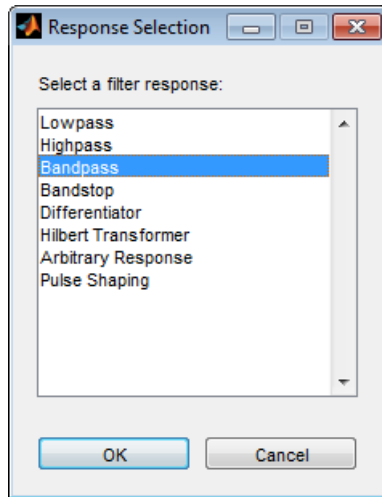 Response Selection
Select a filter response:
Lowpass
Highpass
Bandpass
Bandstop
Differentiator
Hilbert Transformer
Arbitrary Response
Pulse Shaping
OK
Cancel